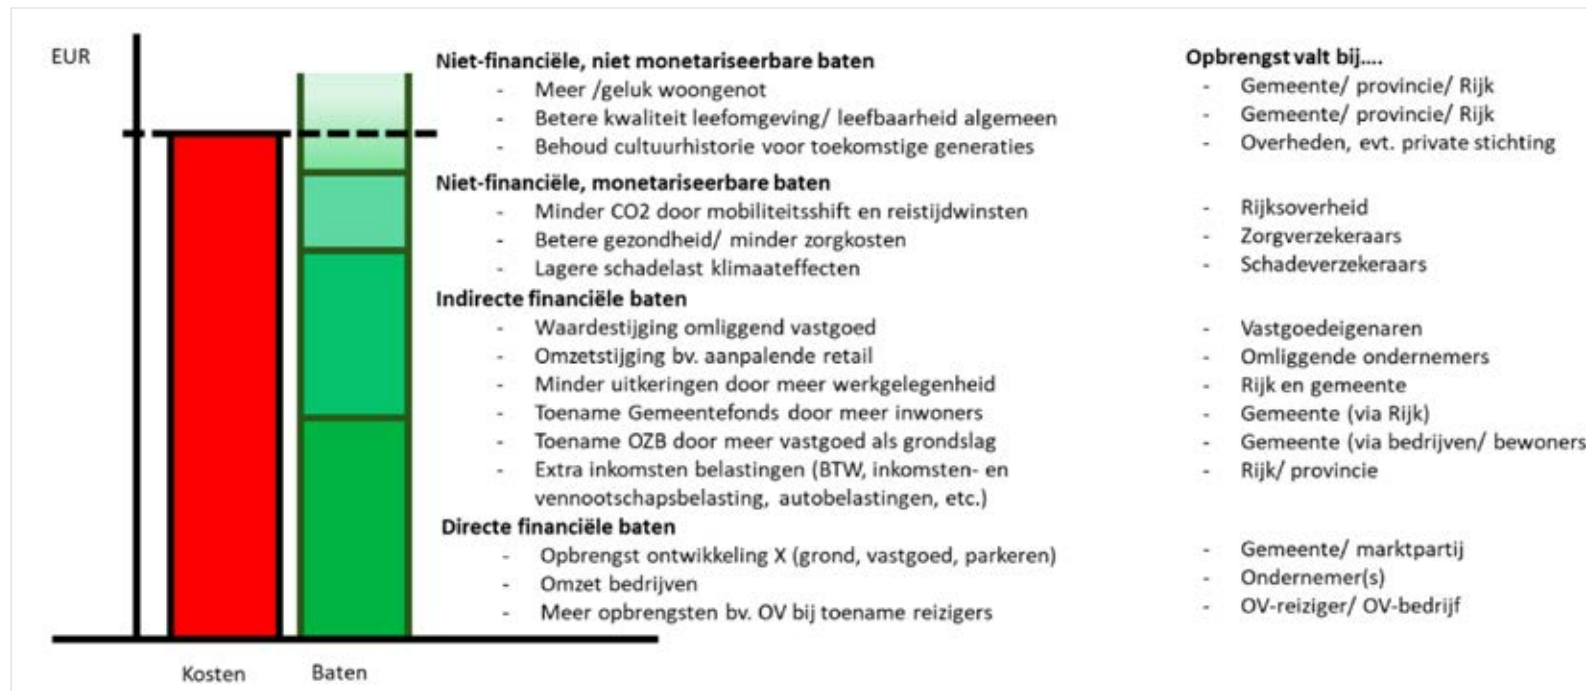 EUR
Niet-financiële, niet monetariseerbare baten
- Meer /geluk woongenot
- Betere kwaliteit leefomgeving/ leefbaarheid algemeen
- Behoud cultuurhistorie voor toekomstige generaties
Niet-financiële, monetariseerbare baten
- Minder CO2 door mobiliteitsshift en reistijdwinsten
- Betere gezondheid/ minder zorgkosten
- Lagere schadelast klimaateffecten
Indirecte financiële baten
- Waardestijging omliggend vastgoed
- Omzetstijging bv. aanpalende retail
- Minder uitkeringen door meer werkgelegenheid
- Toename Gemeentefonds door meer inwoners
- Toename OZB door meer vastgoed als grondslag
- Extra inkomsten belastingen (BTW, inkomsten- en
vennootschapsbelasting, autobelastingen, etc.)
Directe financiële baten
- Opbrengst ontwikkeling X (grond, vastgoed, parkeren)
- Omzet bedrijven
- Meer opbrengsten bv. OV bij toename reizigers
Opbrengst valt bij....
- Gemeente/ provincie/ Rijk
- Gemeente/ provincie/ Rijk
- Overheden, evt. private stichting
- Rijksoverheid
- Zorgverzekeraars
- Schadeverzekeraars
- Vastgoedeigenaren
- Omliggende ondernemers
- Rijk en gemeente
- Gemeente (via Rijk)
- Gemeente (via bedrijven/ bewoners
- Rijk/ provincie
- Gemeente/ marktpartij
- Ondernemer(s)
- OV-reiziger/ OV-bedrijf
Kosten
Baten